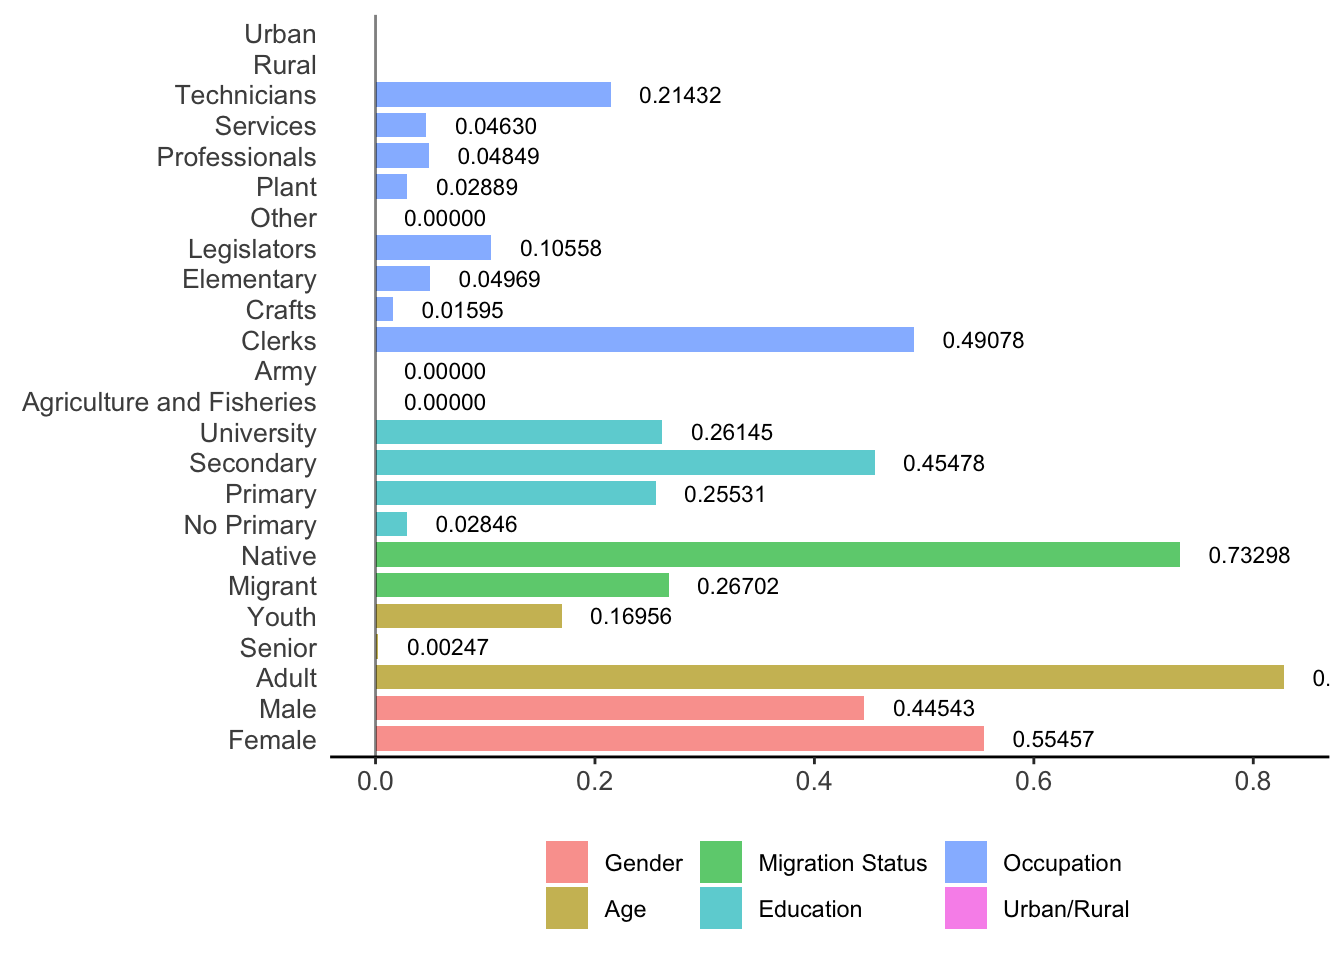 Urban
Rural
Technicians 0.21432
Services 0.04630
Professionals 0.04849
Plant 0.02889
Other 0.00000
Legislators 0.10558
Elementary 0.04969
Crafts 0.01595
Clerks 0.49078
Army 0.00000
Agriculture and Fisheries 0.00000
University 0.26145
Secondary 0.45478
Primary 0.25531
No Primary 0.02846
Native 0.73298
Migrant 0.26702
Youth 0.16956
Senior 0.00247
Adult 0.
Male 0.44543
Female 0.55457
0.0 0.2 0.4 0.6 0.8
Gender Migration Status Occupation
Age Education Urban/Rural